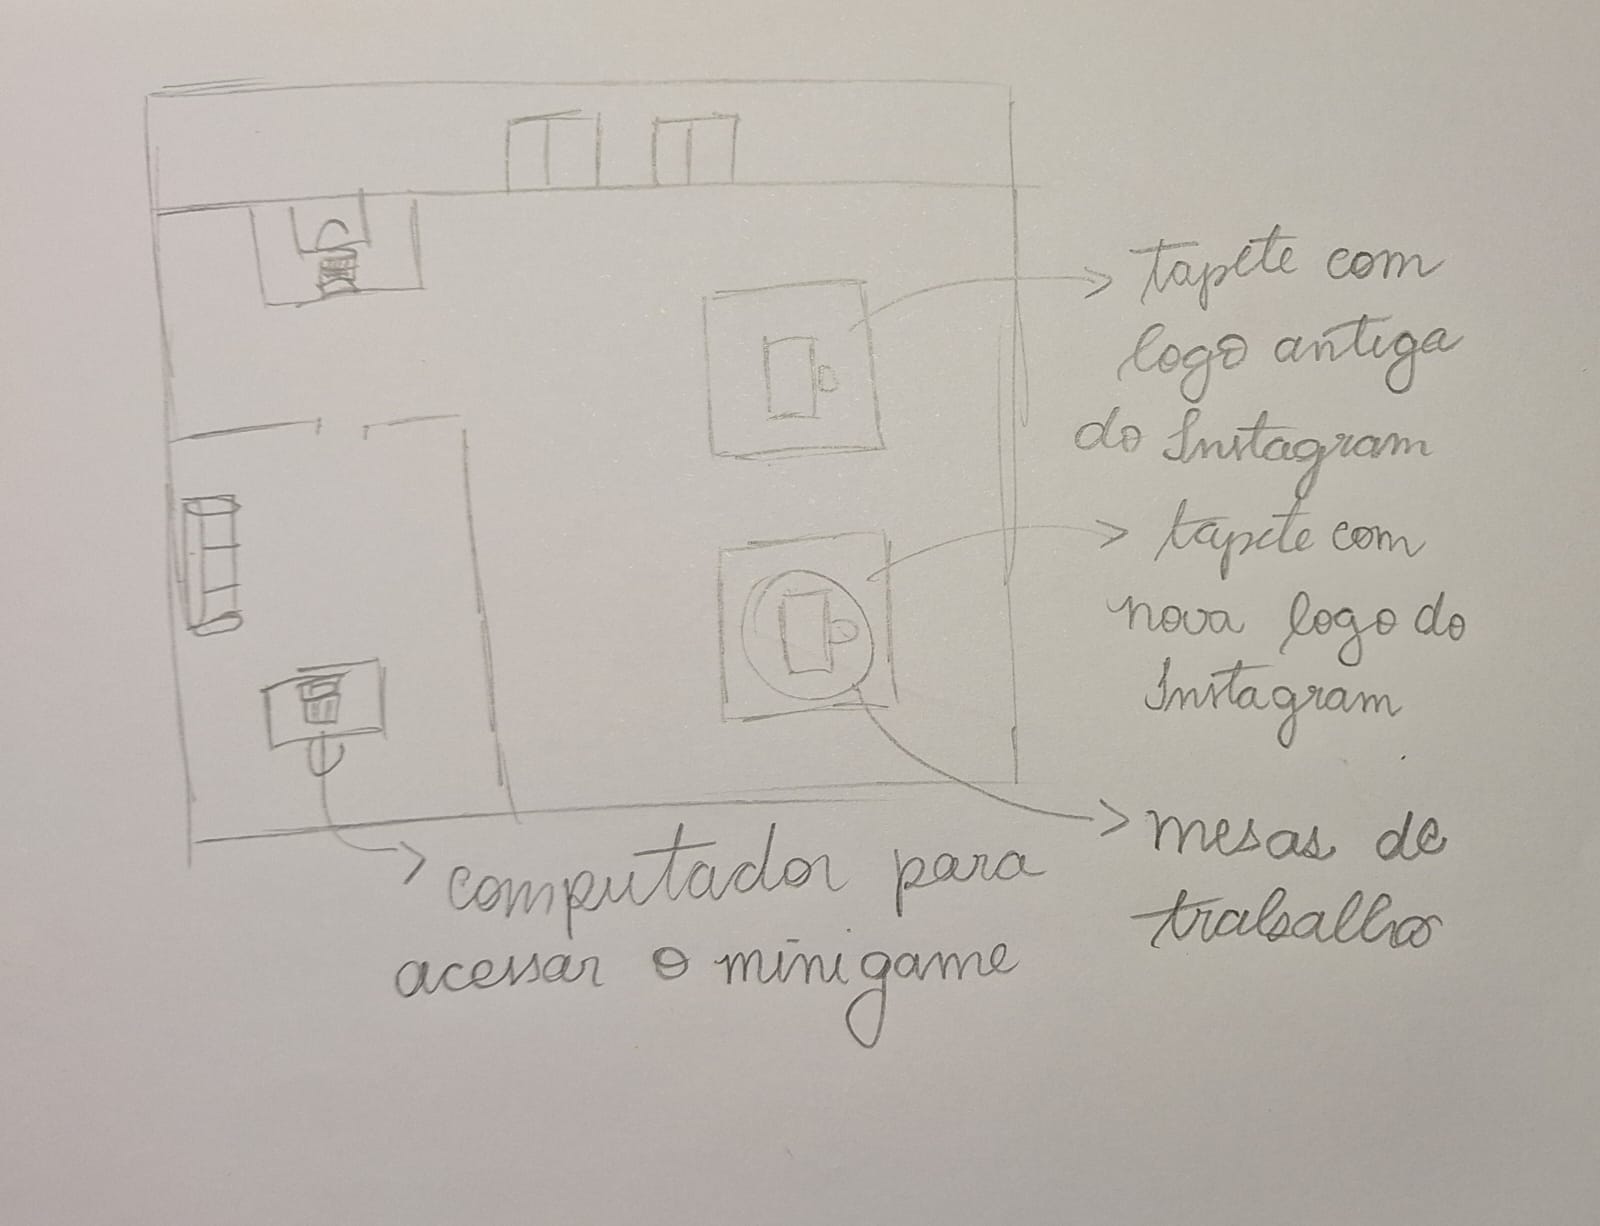 tapete com
logo antiga
do Instagram
tapete com
nova logo do
Instagram
mesas de
trabalho
computador para
acessar o minigame